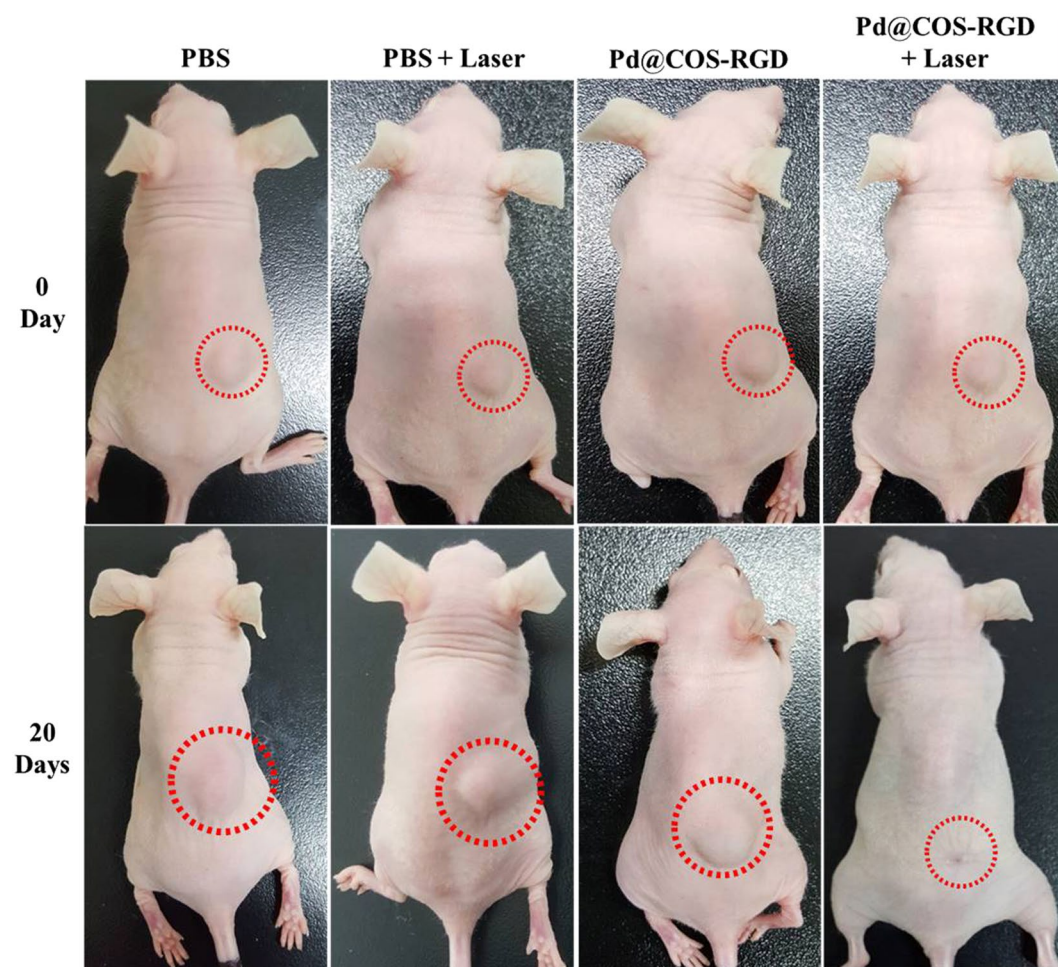 PBS
PBS + Laser
Pd@COS-RGD
Pd@COS-RGD
+ Laser
0
Day
20
Days